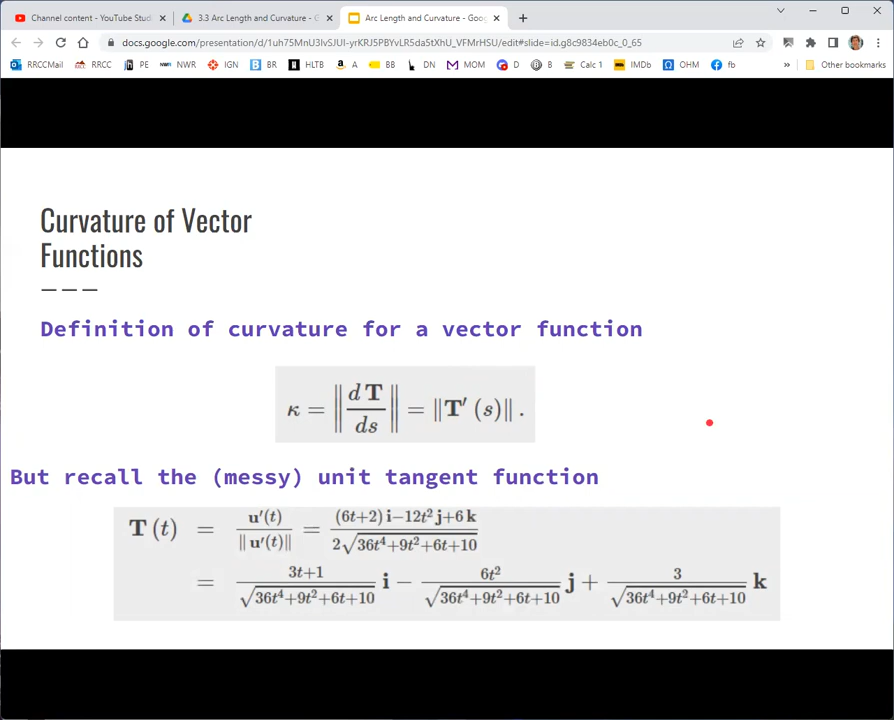 Content content - YouTube Stud
3.3 Arc Length and Curvature - G
Arc Length and Curvature - Goog
docs.google.com/presentation/d/1uh75MnU3lvSJUI-yrKRJ5PBYvLR5da5tXhU_VFMrHSU/edit#slide=id.g8c9834eb0c_0_65
RRCCMail RRCC PE NWR NWR IGN B BR HLTB a A BB DN MOM D B Calc 1 IMDb OHM fb » Other bookmarks
Curvature of Vector
Functions
Definition of curvature for a vector function
κ = ‖dT/ds‖ = ‖T′(s)‖.
But recall the (messy) unit tangent function
T(t) = u′(t)/‖u′(t)‖ = (6t+2)i−12t²j+6k / 2√36t⁴+9t²+6t+10
= 3t+1/√36t⁴+9t²+6t+10 i − 6t²/√36t⁴+9t²+6t+10 j + 3/√36t⁴+9t²+6t+10 k